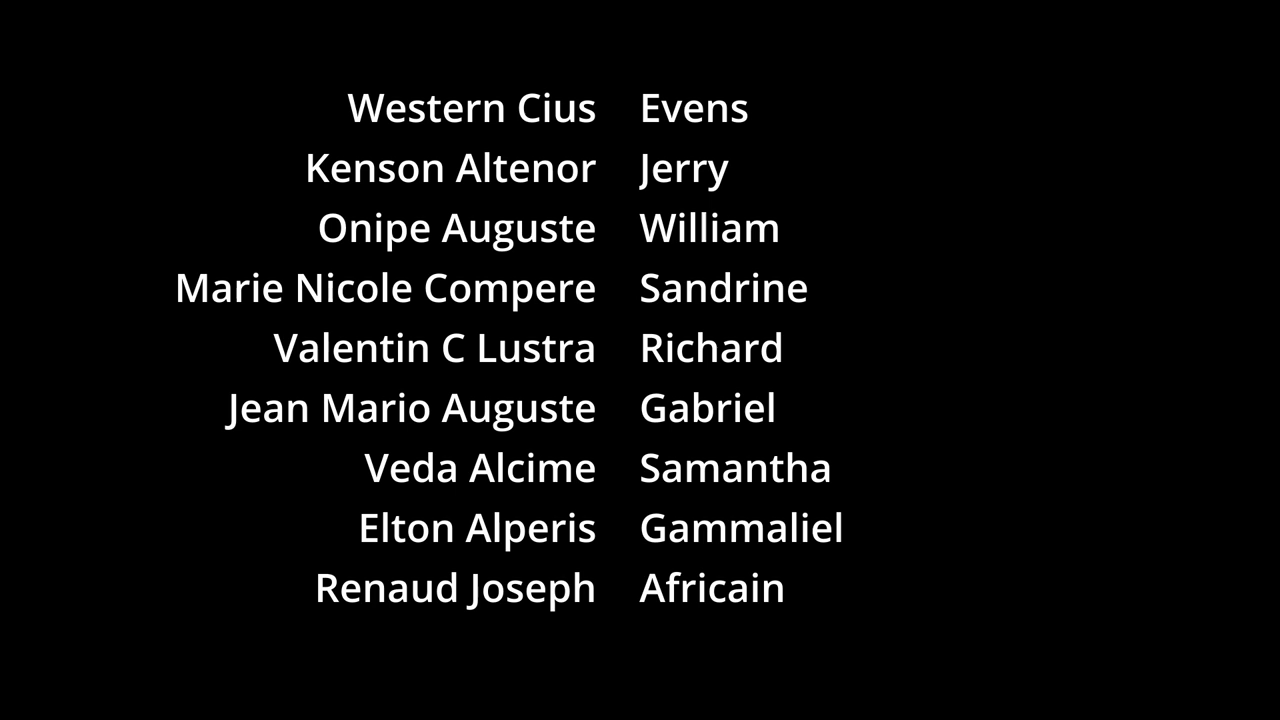 Western Cius Evens
Kenson Altenor Jerry
Onipe Auguste William
Marie Nicole Compere Sandrine
Valentin C Lustra Richard
Jean Mario Auguste Gabriel
Veda Alcime Samantha
Elton Alperis Gammaliel
Renaud Joseph Africain